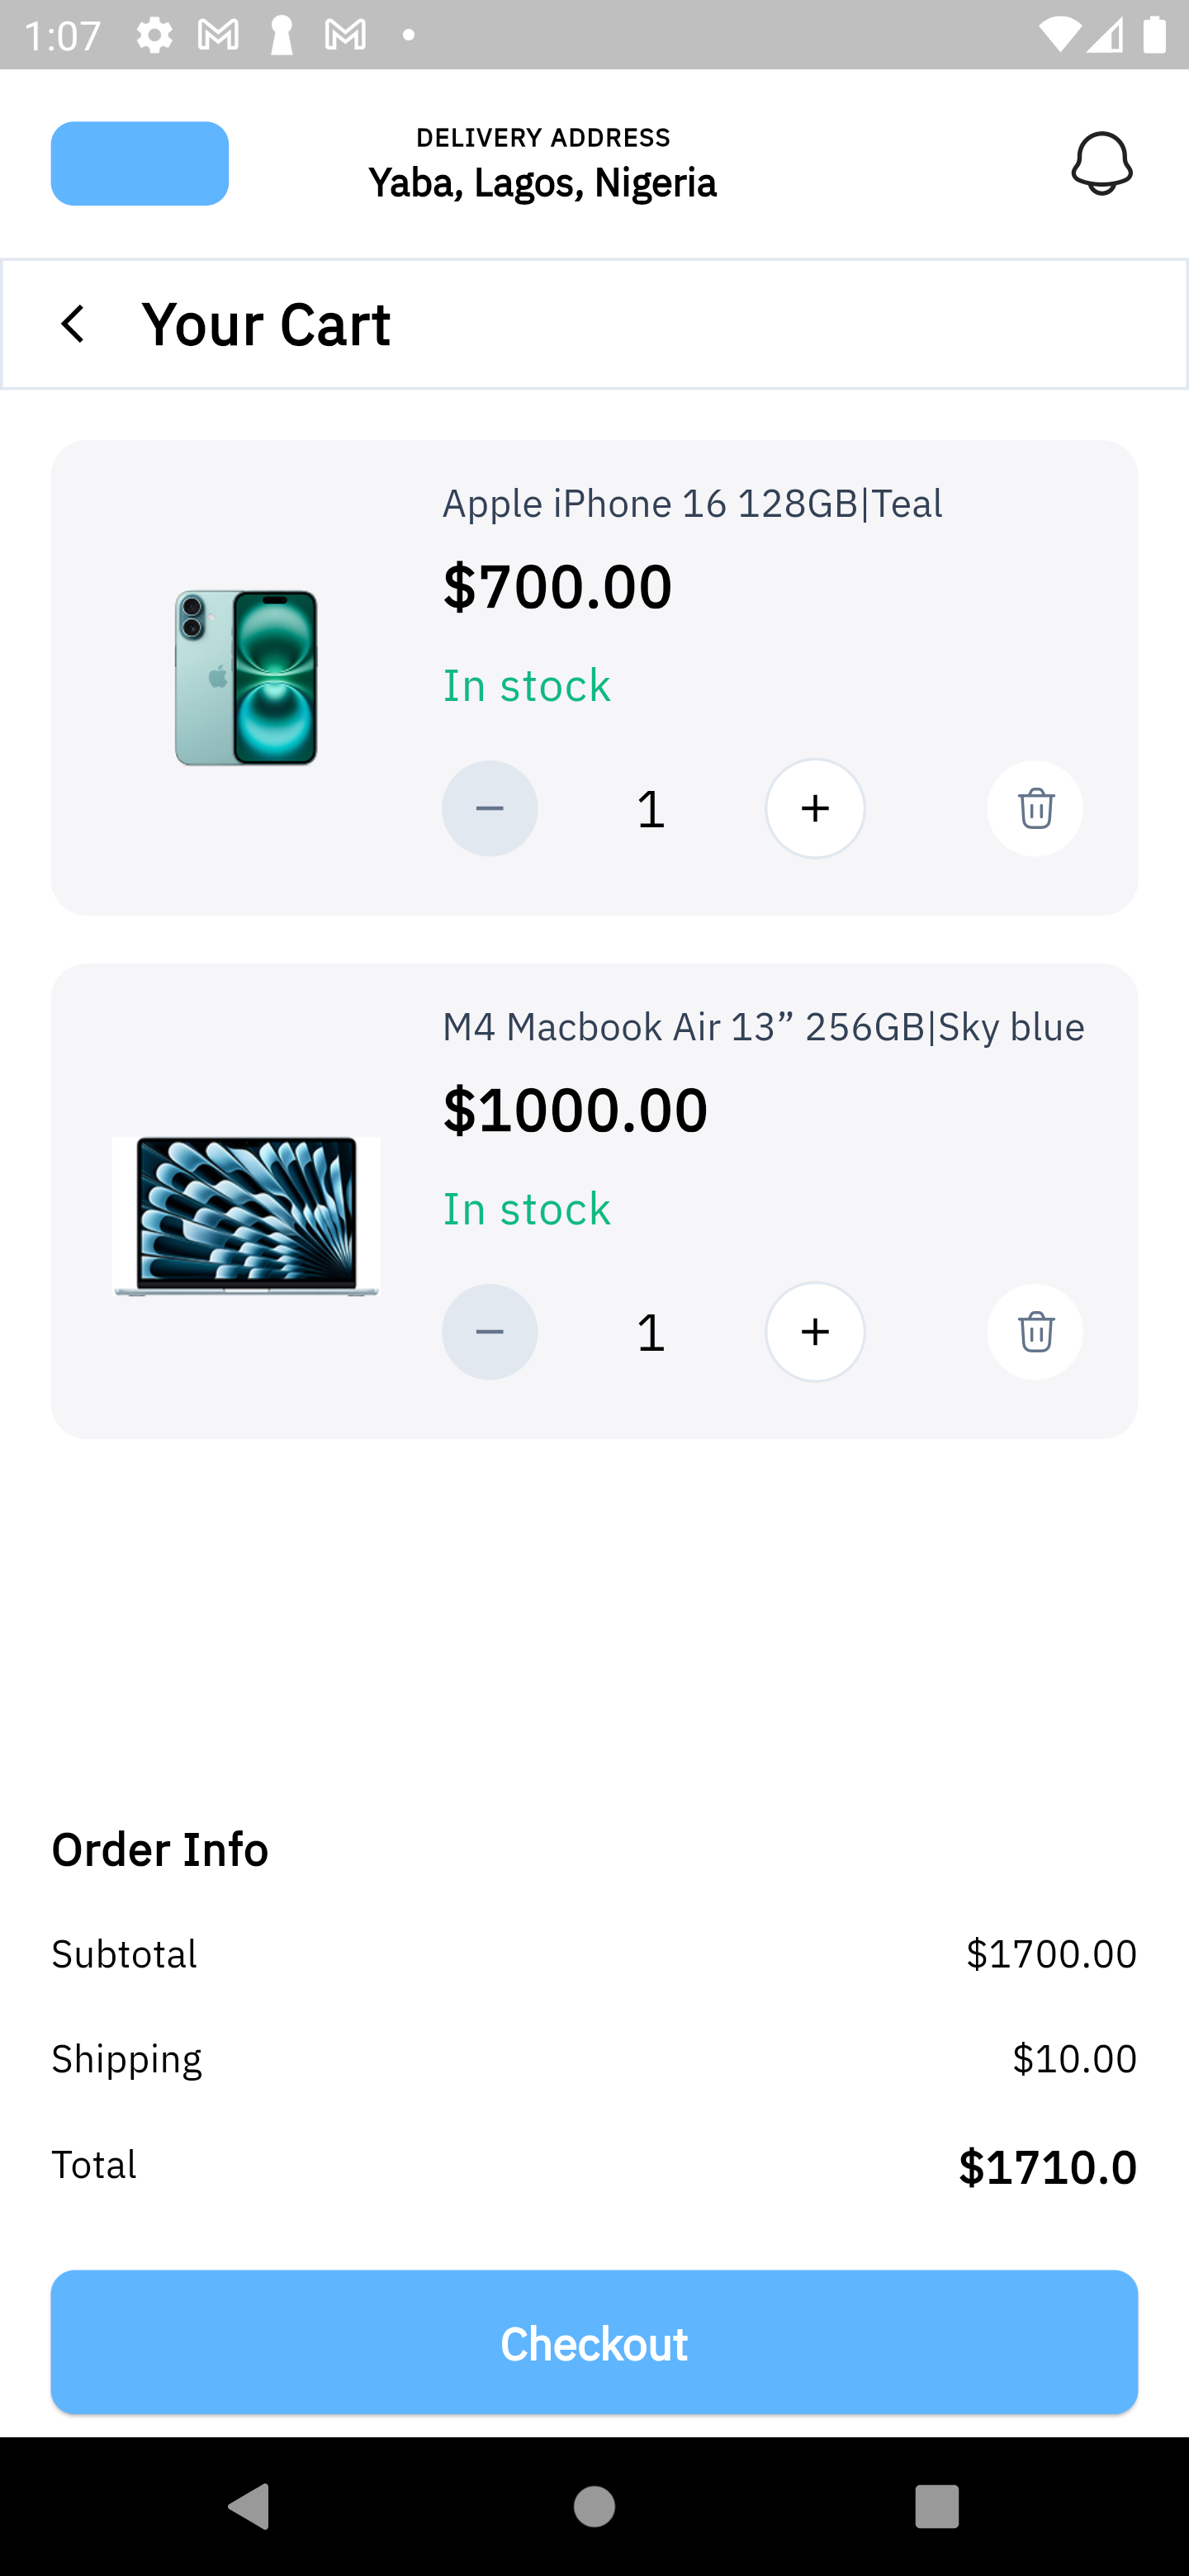 1:07
DELIVERY ADDRESS
Yaba, Lagos, Nigeria
Your Cart
Apple iPhone 16 128GB|Teal
$700.00
In stock
1
M4 Macbook Air 13” 256GB|Sky blue
$1000.00
In stock
1
Order Info
Subtotal $1700.00
Shipping $10.00
Total $1710.0
Checkout